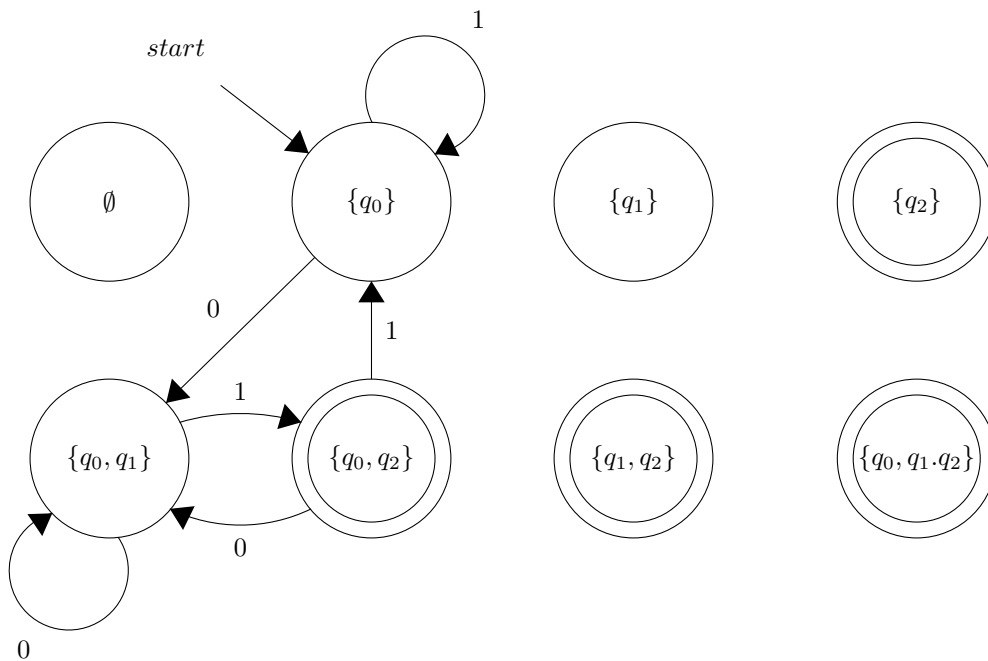 1
start
∅
{q₀}
{q₁}
{q₂}
0
1
1
{q₀, q₁}
{q₀, q₂}
{q₁, q₂}
{q₀, q₁.q₂}
0
0